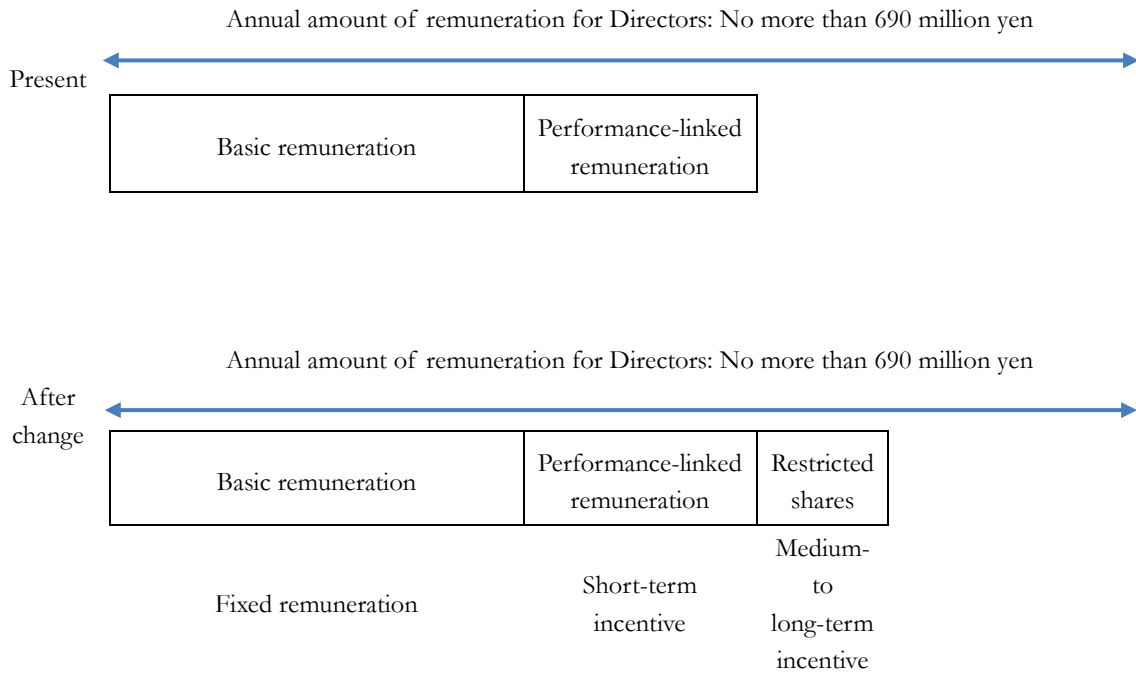 Annual amount of remuneration for Directors: No more than 690 million yen
Present
Basic remuneration
Performance-linked
remuneration
Annual amount of remuneration for Directors: No more than 690 million yen
After
change
Basic remuneration
Performance-linked
remuneration
Restricted
shares
Fixed remuneration
Short-term
incentive
Medium-
to
long-term
incentive